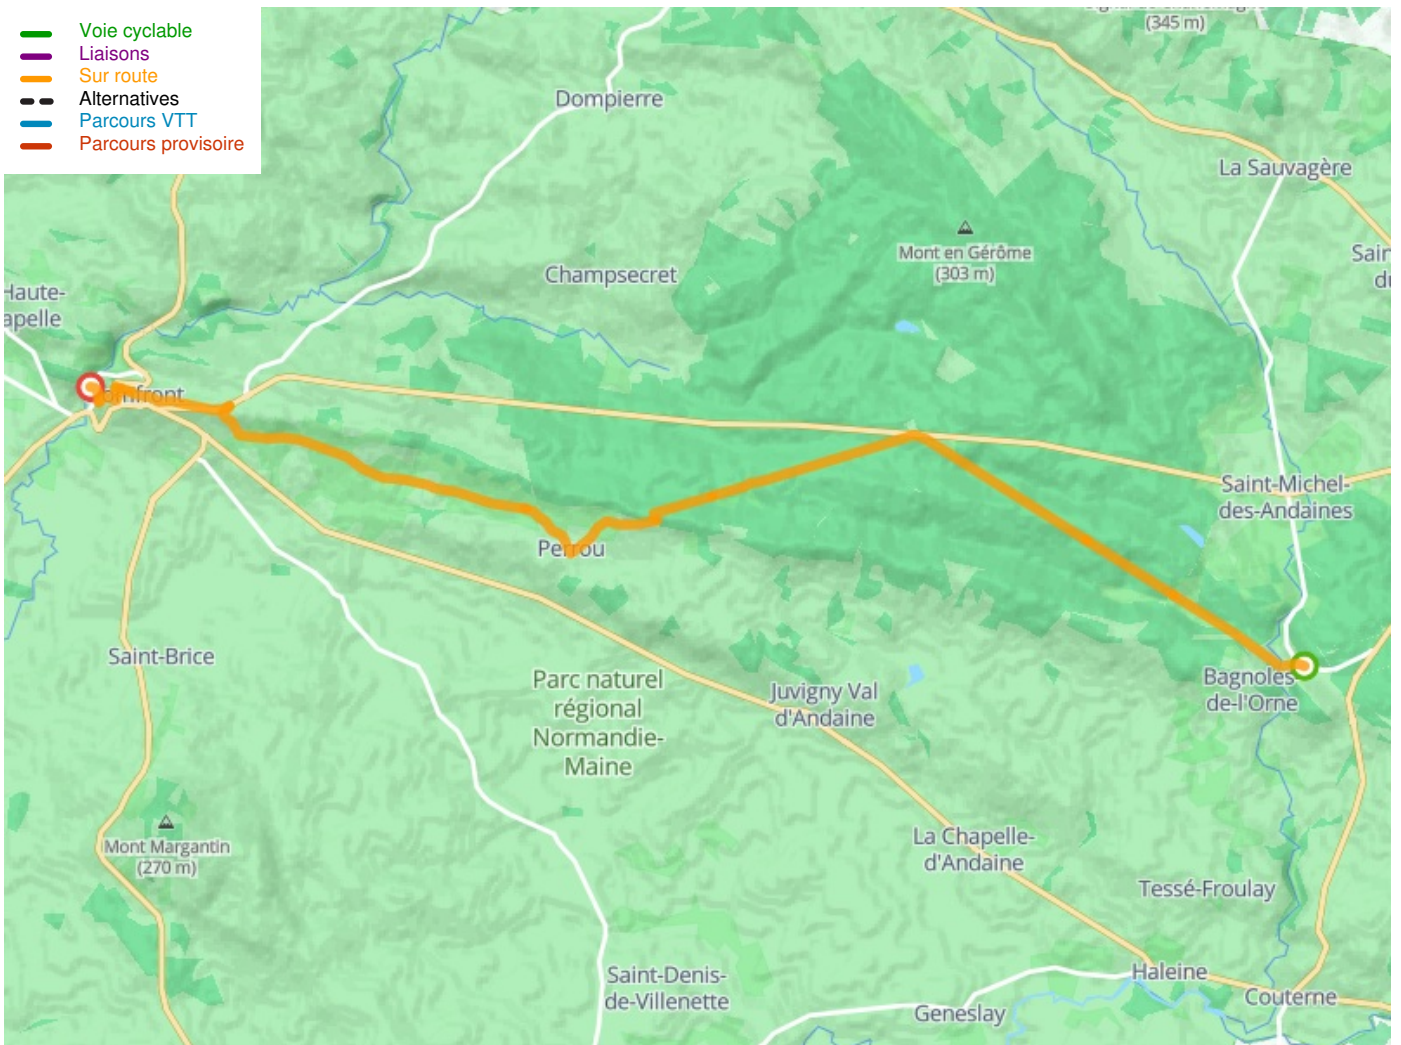 Voie cyclable
Liaisons
Sur route
Alternatives
Parcours VTT
Parcours provisoire
(345 m)
Dompierre
La Sauvagère
Mont en Gérôme
(303 m)
Champsecret
Haute-
apelle
Saint-Michel-
des-Andaines
Perrou
Saint-Brice
Parc naturel
régional
Normandie-
Maine
Juvigny Val
d'Andaine
Bagnoles-
de-l'Orne
Mont Margantin
(270 m)
La Chapelle-
d'Andaine
Tessé-Froulay
Saint-Denis-
de-Villenette
Haleine
Couterne
Geneslay